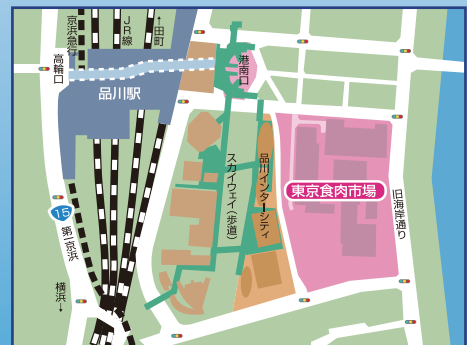 京浜急行
JR線
↑田町
高輪口
港南口
品川駅
スカイウェイ(歩道)
品川インターシティ
東京食肉市場
旧海岸通り
15
第一京浜
横浜↓